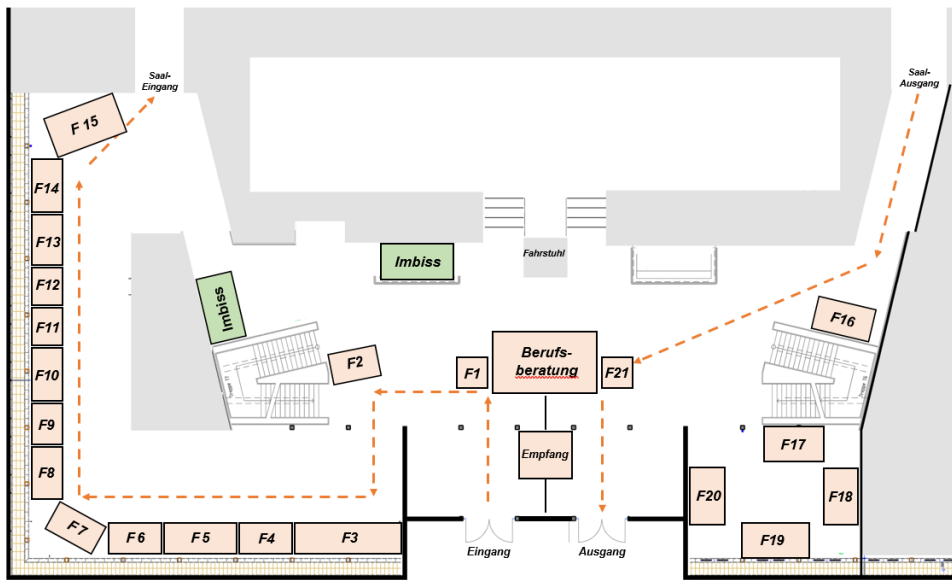 Saal-
Eingang
Saal-
Ausgang
F 15
F14
F13
F12
F11
F10
F9
F8
F7
F 6
F5
F4
F3
Imbiss
Imbiss
Fahrstuhl
F2
F1
Berufs-
beratung
F21
F16
Empfang
F17
F20
F18
F19
Eingang
Ausgang